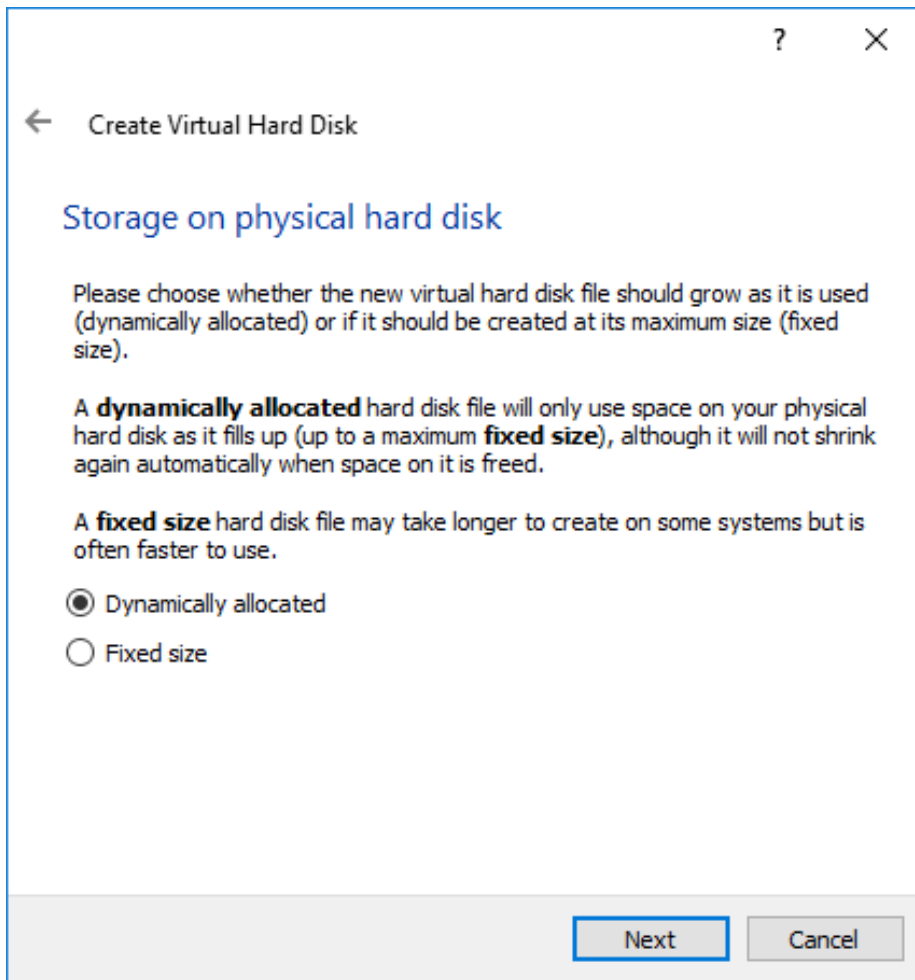 ?
Create Virtual Hard Disk
Storage on physical hard disk
Please choose whether the new virtual hard disk file should grow as it is used
(dynamically allocated) or if it should be created at its maximum size (fixed
size).
A dynamically allocated hard disk file will only use space on your physical
hard disk as it fills up (up to a maximum fixed size), although it will not shrink
again automatically when space on it is freed.
A fixed size hard disk file may take longer to create on some systems but is
often faster to use.
Dynamically allocated
Fixed size
Next Cancel